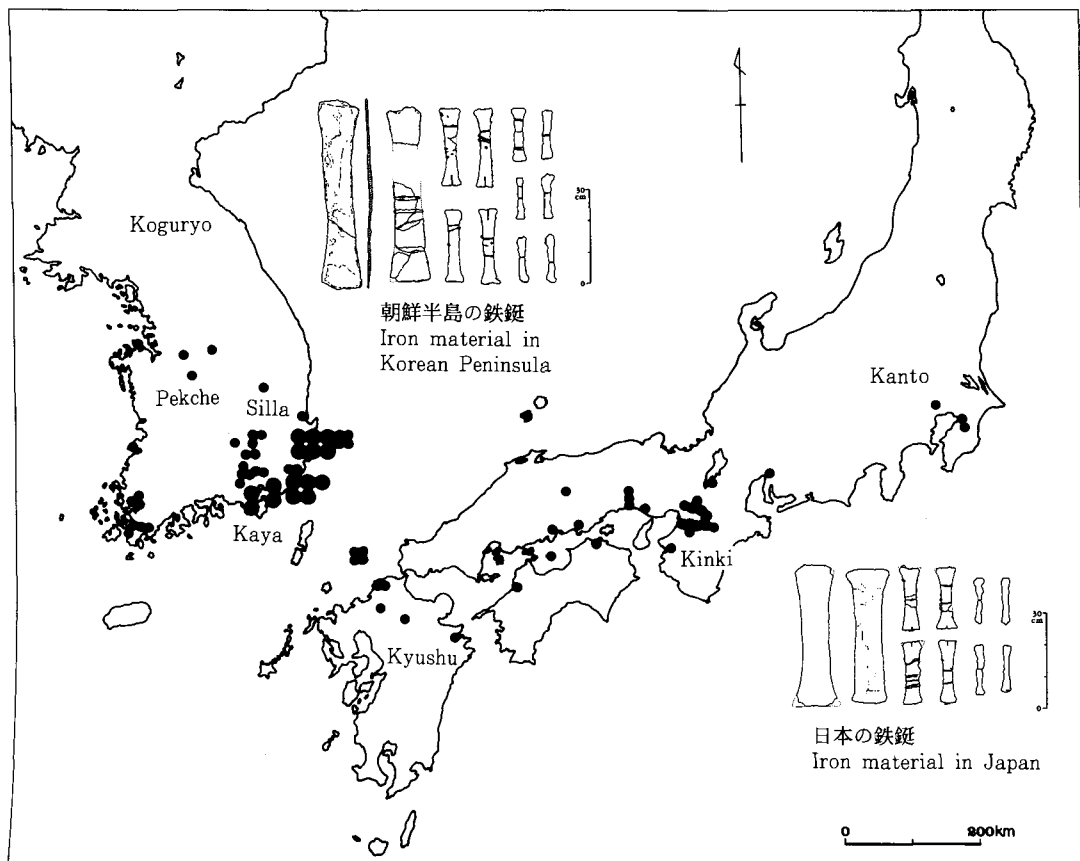 Koguryo
30
cm
0
朝鮮半島の鉄鋌
Iron material in
Korean Peninsula
Pekche
Silla
Kaya
Kanto
Kinki
Kyushu
30
cm
0
日本の鉄鋌
Iron material in Japan
0
200km